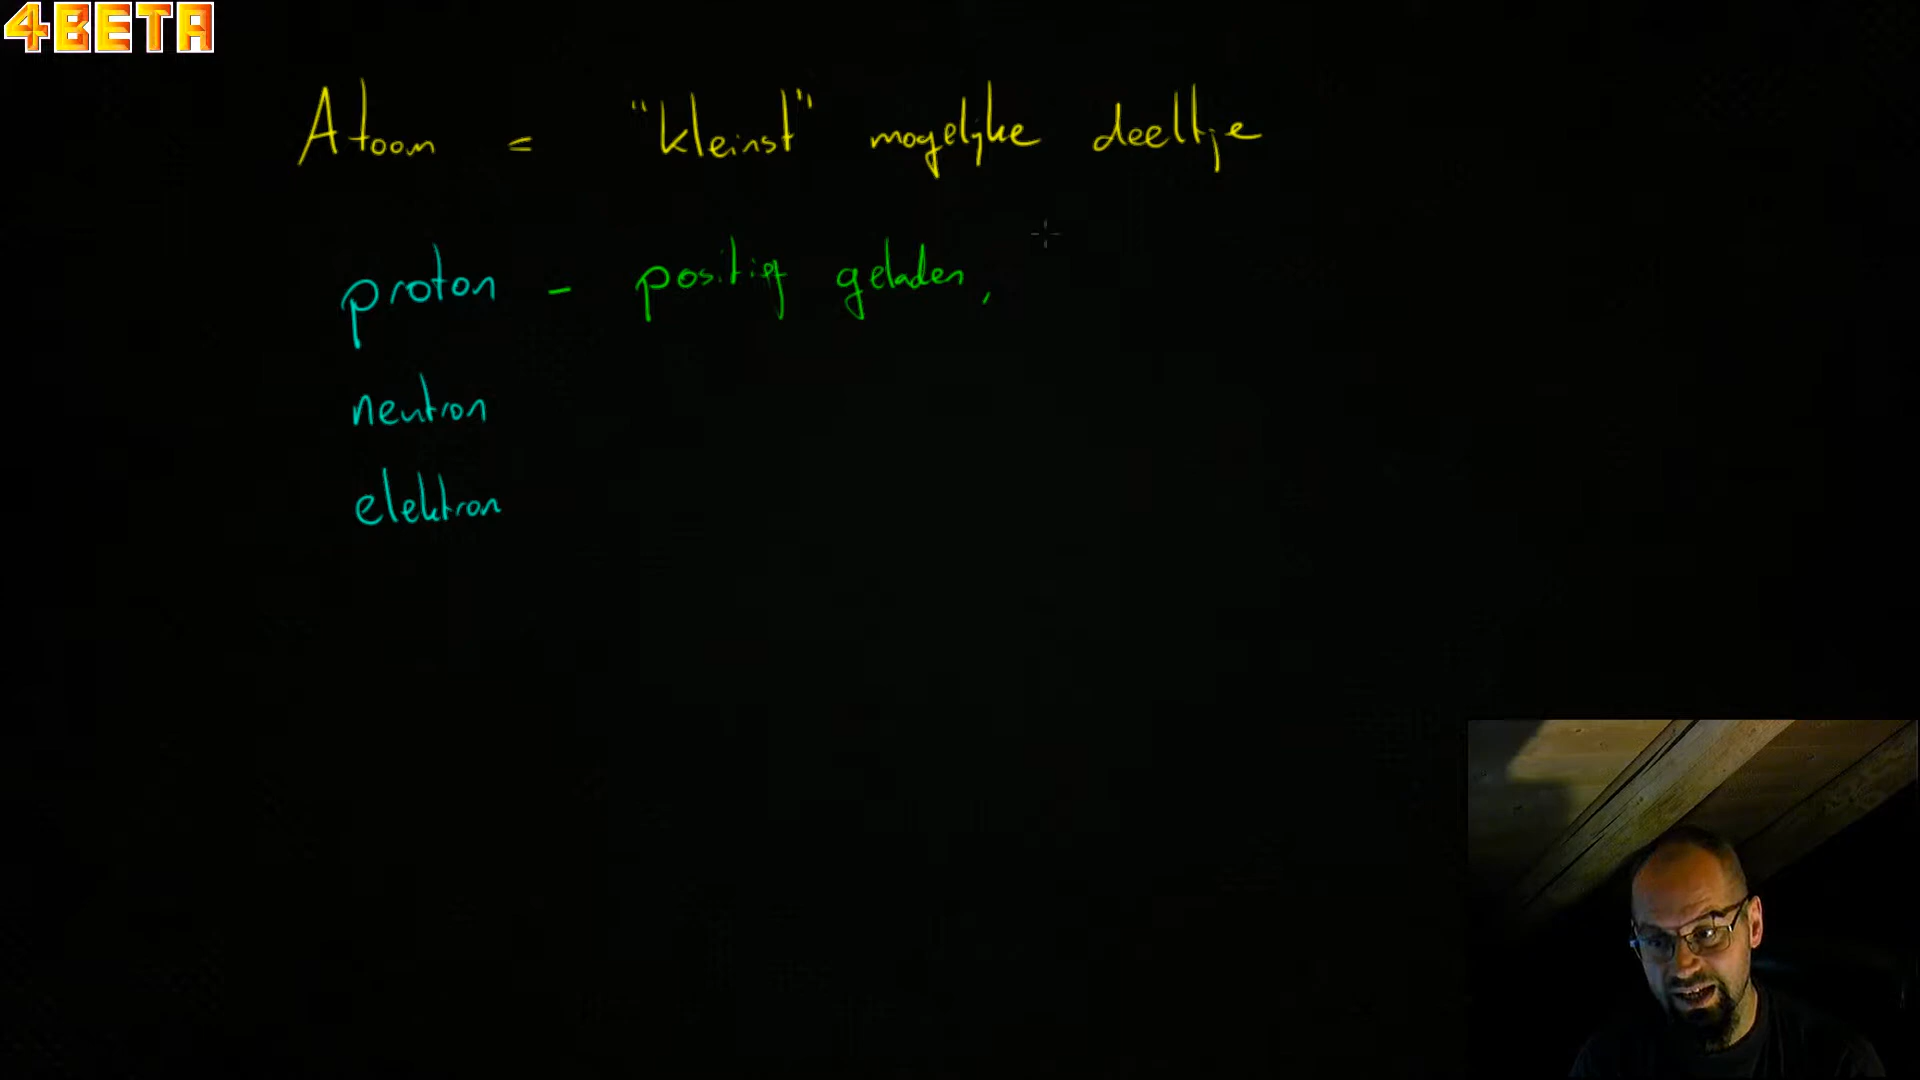 4BETA
Atoom = "kleinst" mogelijke deeltje
proton - positief geladen,
neutron
elektron